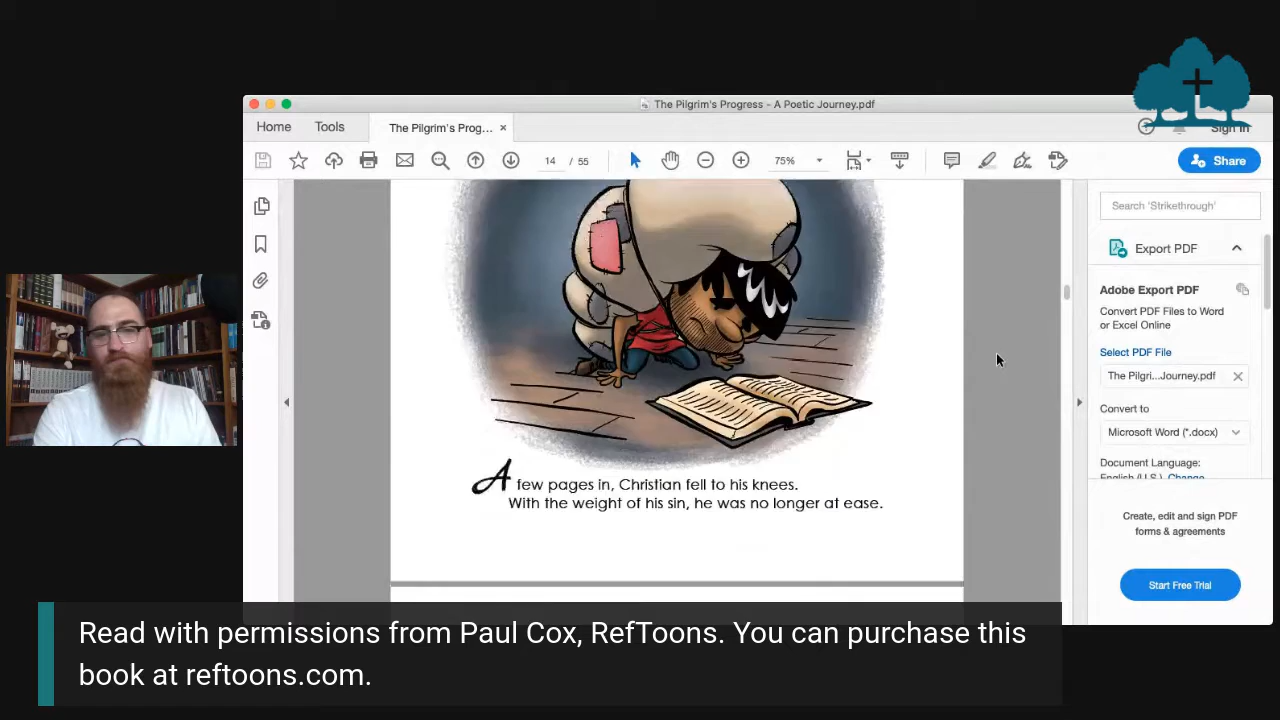 The Pilgrim's Progress - A Poetic Journey.pdf
Home Tools The Pilgrim's Prog... ×
Sign In
14 / 55 75% Share
Search 'Strikethrough'
Export PDF
Adobe Export PDF
Convert PDF Files to Word
or Excel Online
Select PDF File
The Pilgri...Journey.pdf
Convert to
Microsoft Word (*.docx)
Document Language:
English (U.S.) Change
Create, edit and sign PDF
forms & agreements
Start Free Trial
A few pages in, Christian fell to his knees.
With the weight of his sin, he was no longer at ease.
Read with permissions from Paul Cox, RefToons. You can purchase this
book at reftoons.com.